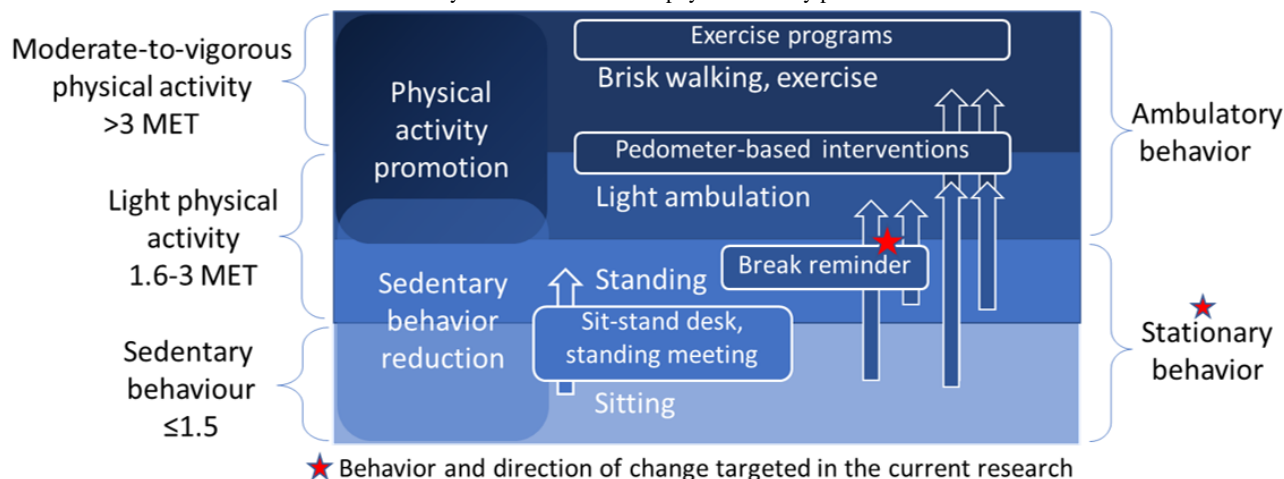 Moderate-to-vigorous
physical activity
>3 MET
Light physical
activity
1.6-3 MET
Sedentary
behaviour
≤1.5
Physical
activity
promotion
Sedentary
behavior
reduction
Exercise programs
Brisk walking, exercise
Pedometer-based interventions
Light ambulation
Break reminder
Standing
Sit-stand desk,
standing meeting
Sitting
Ambulatory
behavior
Stationary
behavior
Behavior and direction of change targeted in the current research